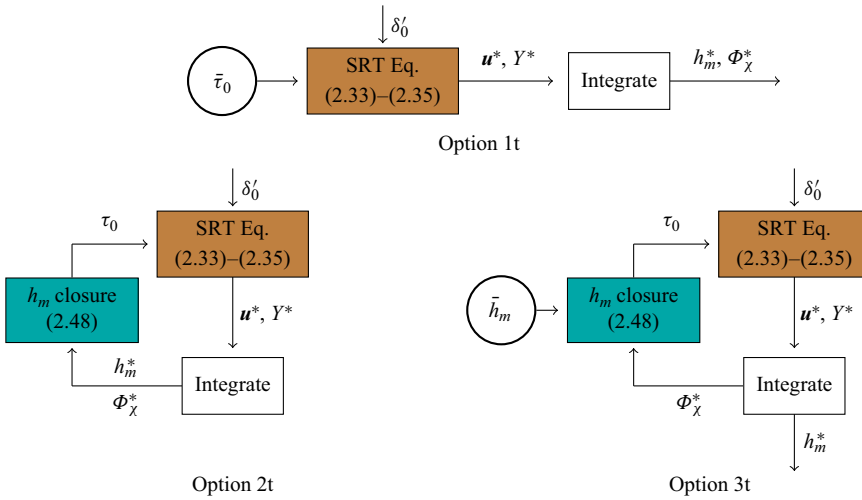 δ′₀
τ̄₀
SRT Eq.
(2.33)–(2.35)
u*, Y*
Integrate
h*ₘ, Φ*χ
Option 1t
δ′₀
τ₀
SRT Eq.
(2.33)–(2.35)
hₘ closure
(2.48)
u*, Y*
h*ₘ
Φ*χ
Integrate
Option 2t
δ′₀
τ₀
SRT Eq.
(2.33)–(2.35)
h̄ₘ
hₘ closure
(2.48)
u*, Y*
Φ*χ
Integrate
h*ₘ
Option 3t